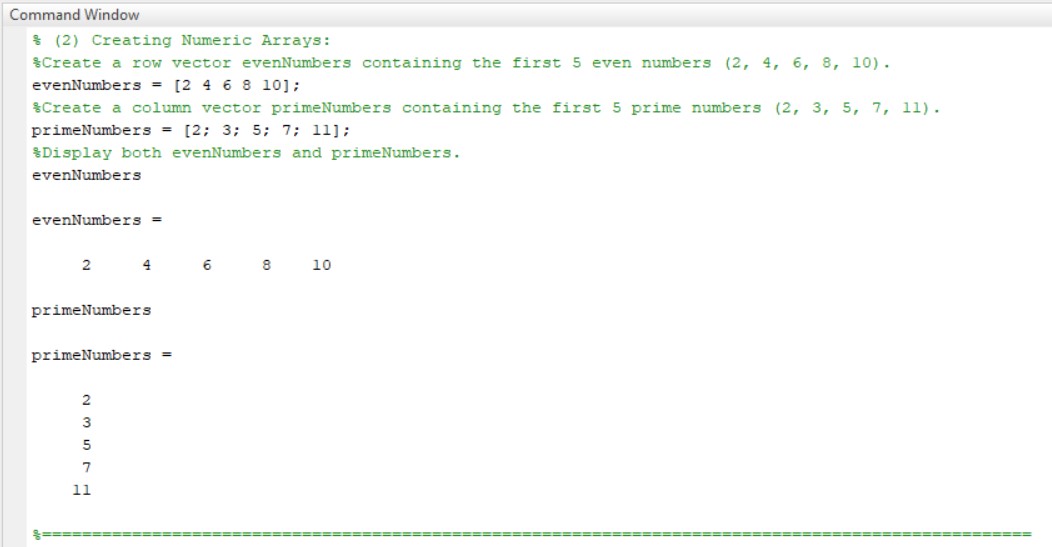 Command Window
% (2) Creating Numeric Arrays:
%Create a row vector evenNumbers containing the first 5 even numbers (2, 4, 6, 8, 10).
evenNumbers = [2 4 6 8 10];
%Create a column vector primeNumbers containing the first 5 prime numbers (2, 3, 5, 7, 11).
primeNumbers = [2; 3; 5; 7; 11];
%Display both evenNumbers and primeNumbers.
evenNumbers
evenNumbers =
2 4 6 8 10
primeNumbers
primeNumbers =
2
3
5
7
11
%===================================================================================================